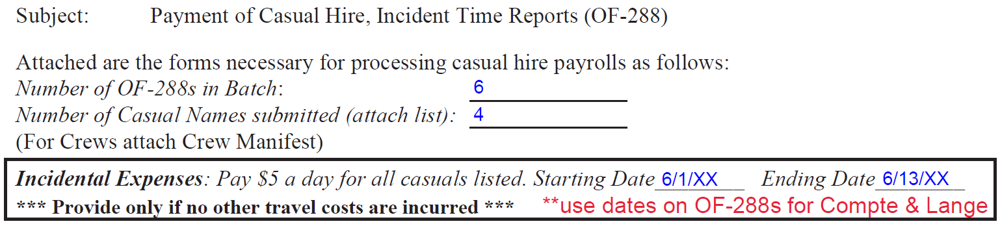 Subject: Payment of Casual Hire, Incident Time Reports (OF-288)
Attached are the forms necessary for processing casual hire payrolls as follows:
Number of OF-288s in Batch: 6
Number of Casual Names submitted (attach list): 4
(For Crews attach Crew Manifest)
Incidental Expenses: Pay $5 a day for all casuals listed. Starting Date 6/1/XX Ending Date 6/13/XX
*** Provide only if no other travel costs are incurred *** **use dates on OF-288s for Compte & Lange